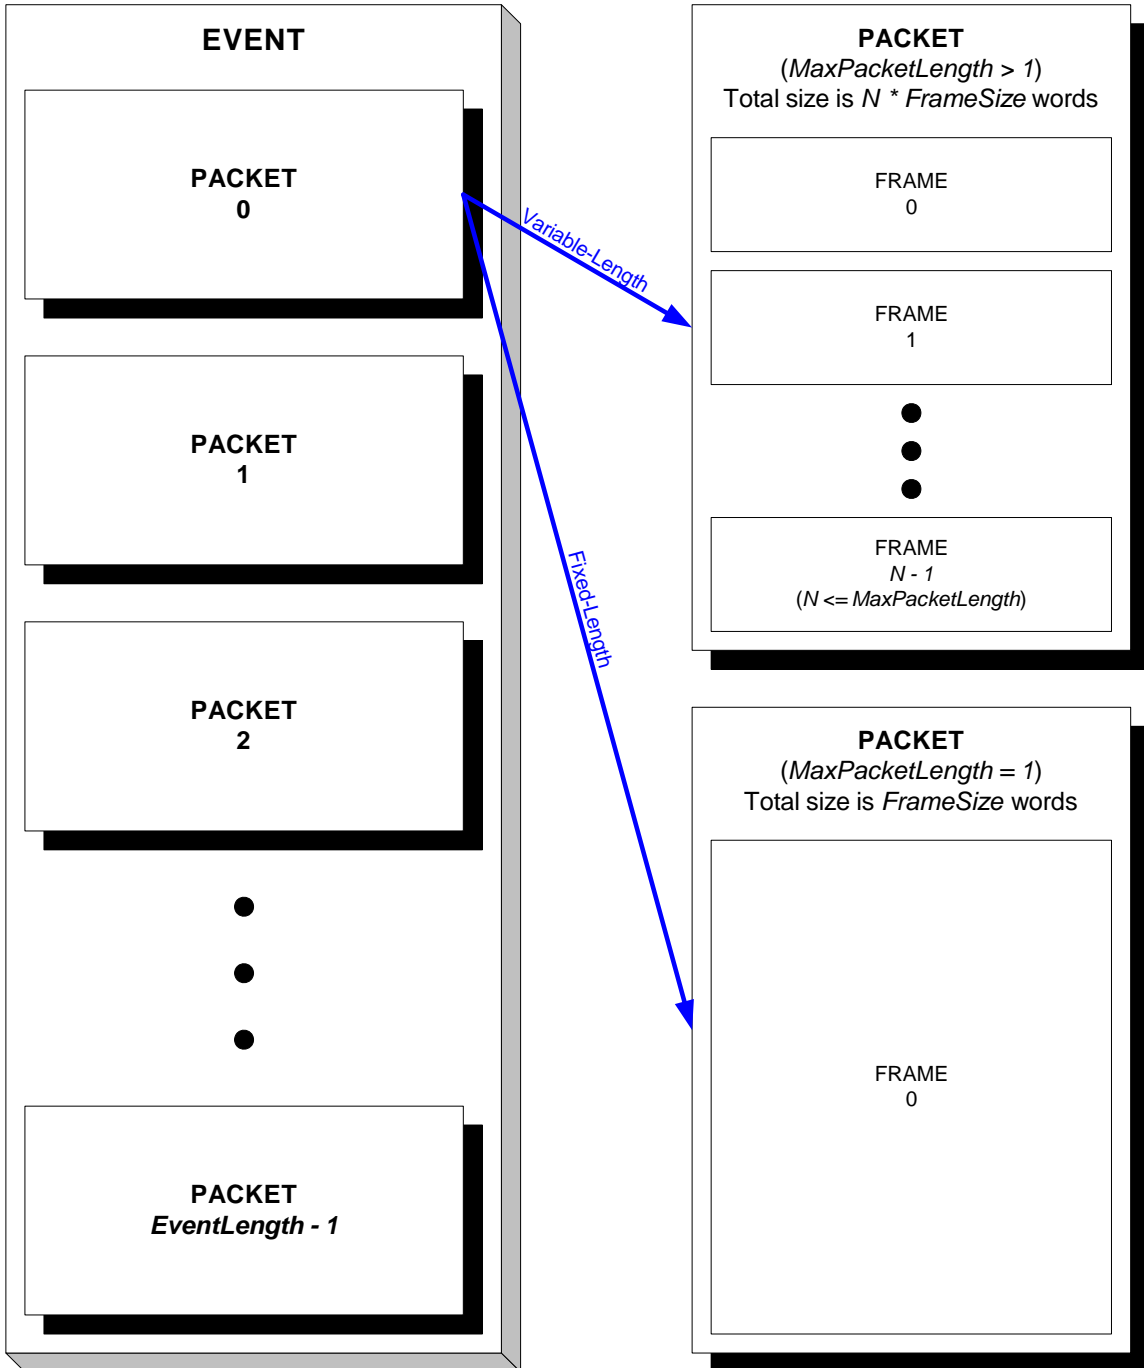 EVENT
PACKET
0
PACKET
1
PACKET
2
PACKET
EventLength - 1
Variable-Length
Fixed-Length
PACKET
(MaxPacketLength > 1)
Total size is N * FrameSize words
FRAME
0
FRAME
1
FRAME
N - 1
(N <= MaxPacketLength)
PACKET
(MaxPacketLength = 1)
Total size is FrameSize words
FRAME
0